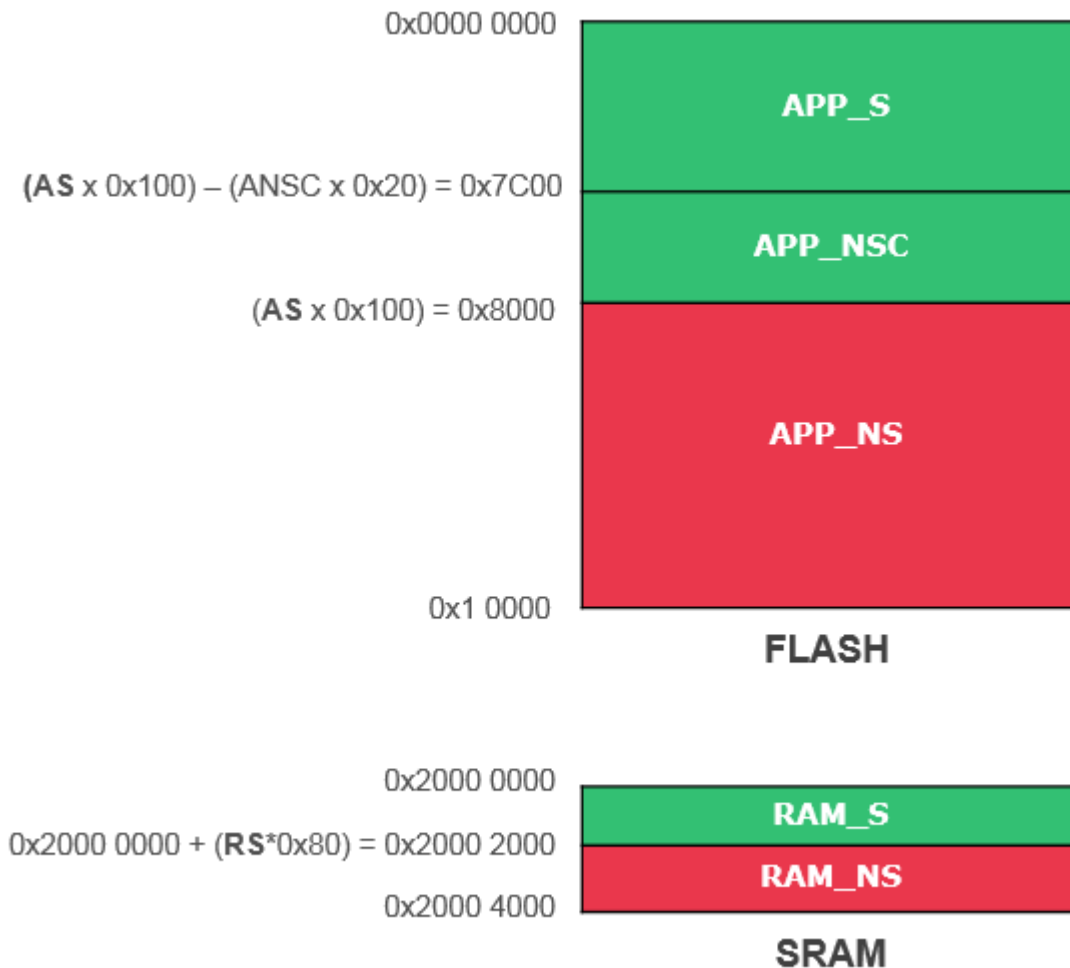 0x0000 0000
APP_S
(AS x 0x100) – (ANSC x 0x20) = 0x7C00
APP_NSC
(AS x 0x100) = 0x8000
APP_NS
0x1 0000
FLASH
0x2000 0000
RAM_S
0x2000 0000 + (RS*0x80) = 0x2000 2000
RAM_NS
0x2000 4000
SRAM